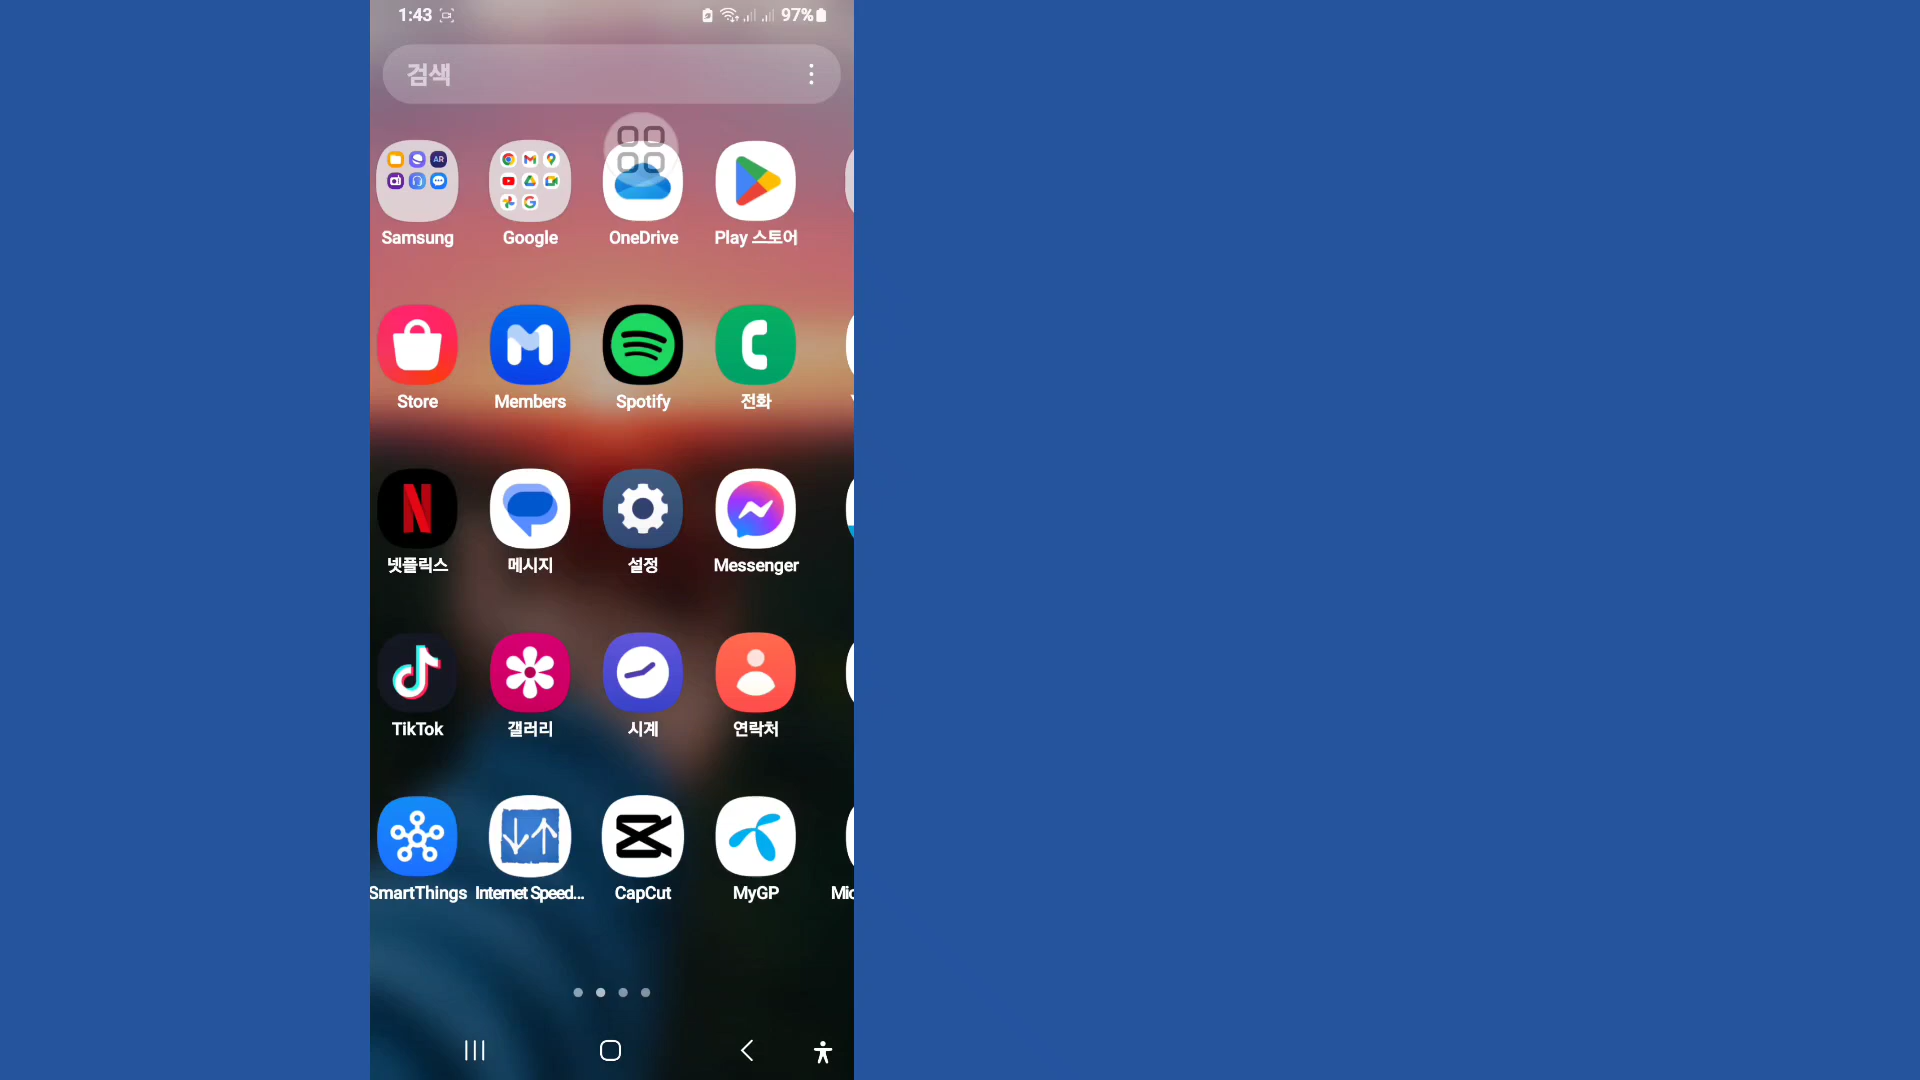 1:43 97%
검색
AR
Samsung Google OneDrive Play 스토어
Store Members Spotify 전화
넷플릭스 메시지 설정 Messenger
TikTok 갤러리 시계 연락처
SmartThings Internet Speed... CapCut MyGP Mic